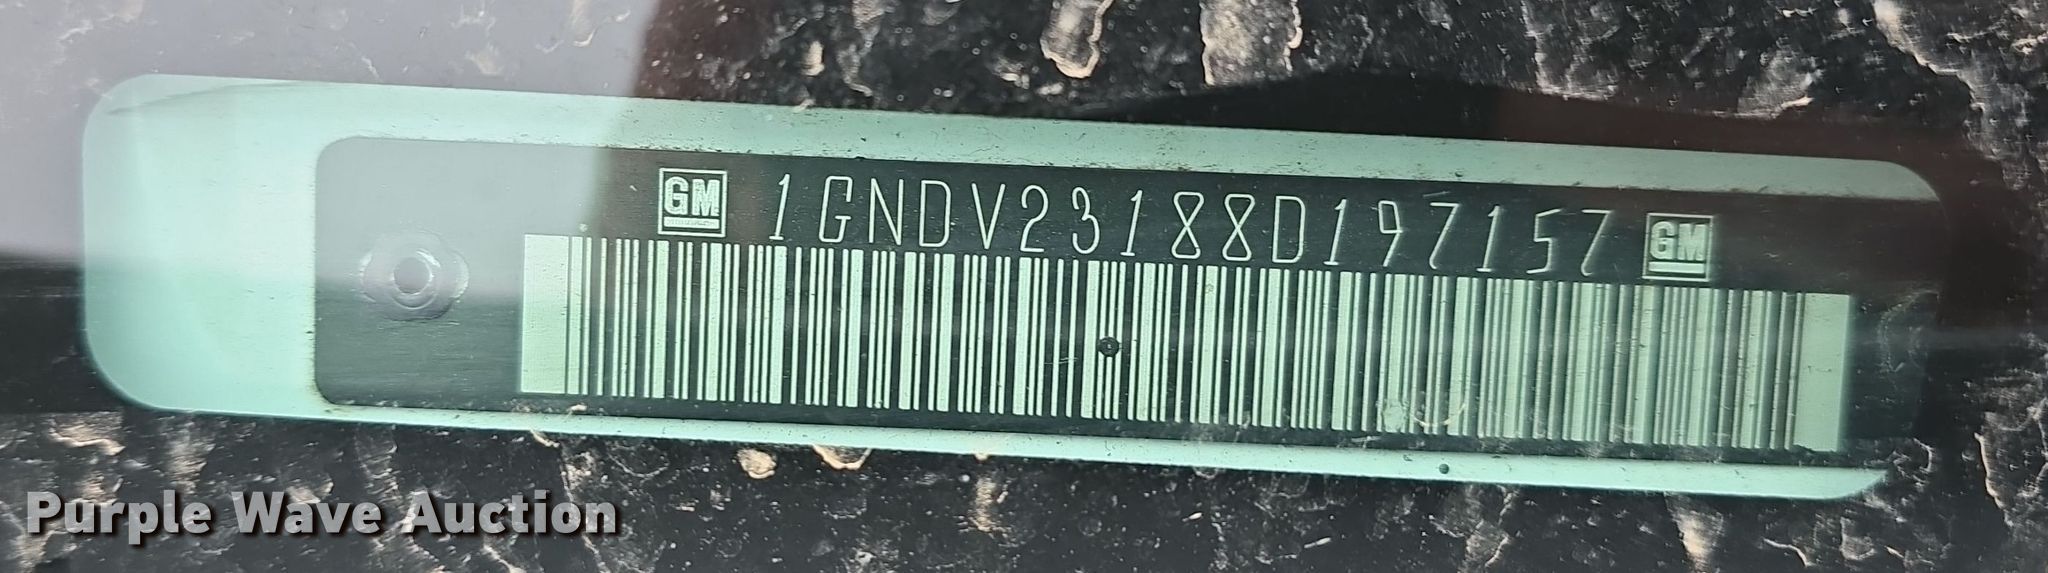 GM 1GNDV23188D197157 GM
Purple Wave Auction